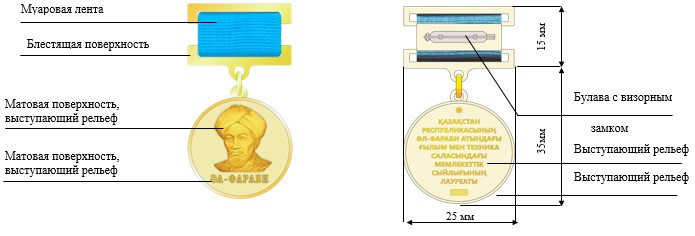 Муаровая лента
Блестящая поверхность
Матовая поверхность,
выступающий рельеф
Матовая поверхность,
выступающий рельеф
ӘЛ-ФАРАБИ
ҚАЗАҚСТАН
РЕСПУБЛИКАСЫНЫҢ
ӘЛ-ФАРАБИ АТЫНДАҒЫ
ҒЫЛЫМ МЕН ТЕХНИКА
САЛАСЫНДАҒЫ
МЕМЛЕКЕТТІК
СЫЙЛЫҒЫНЫҢ
ЛАУРЕАТЫ
15 мм
35мм
25 мм
Булава с визорным
замком
Выступающий рельеф
Выступающий рельеф